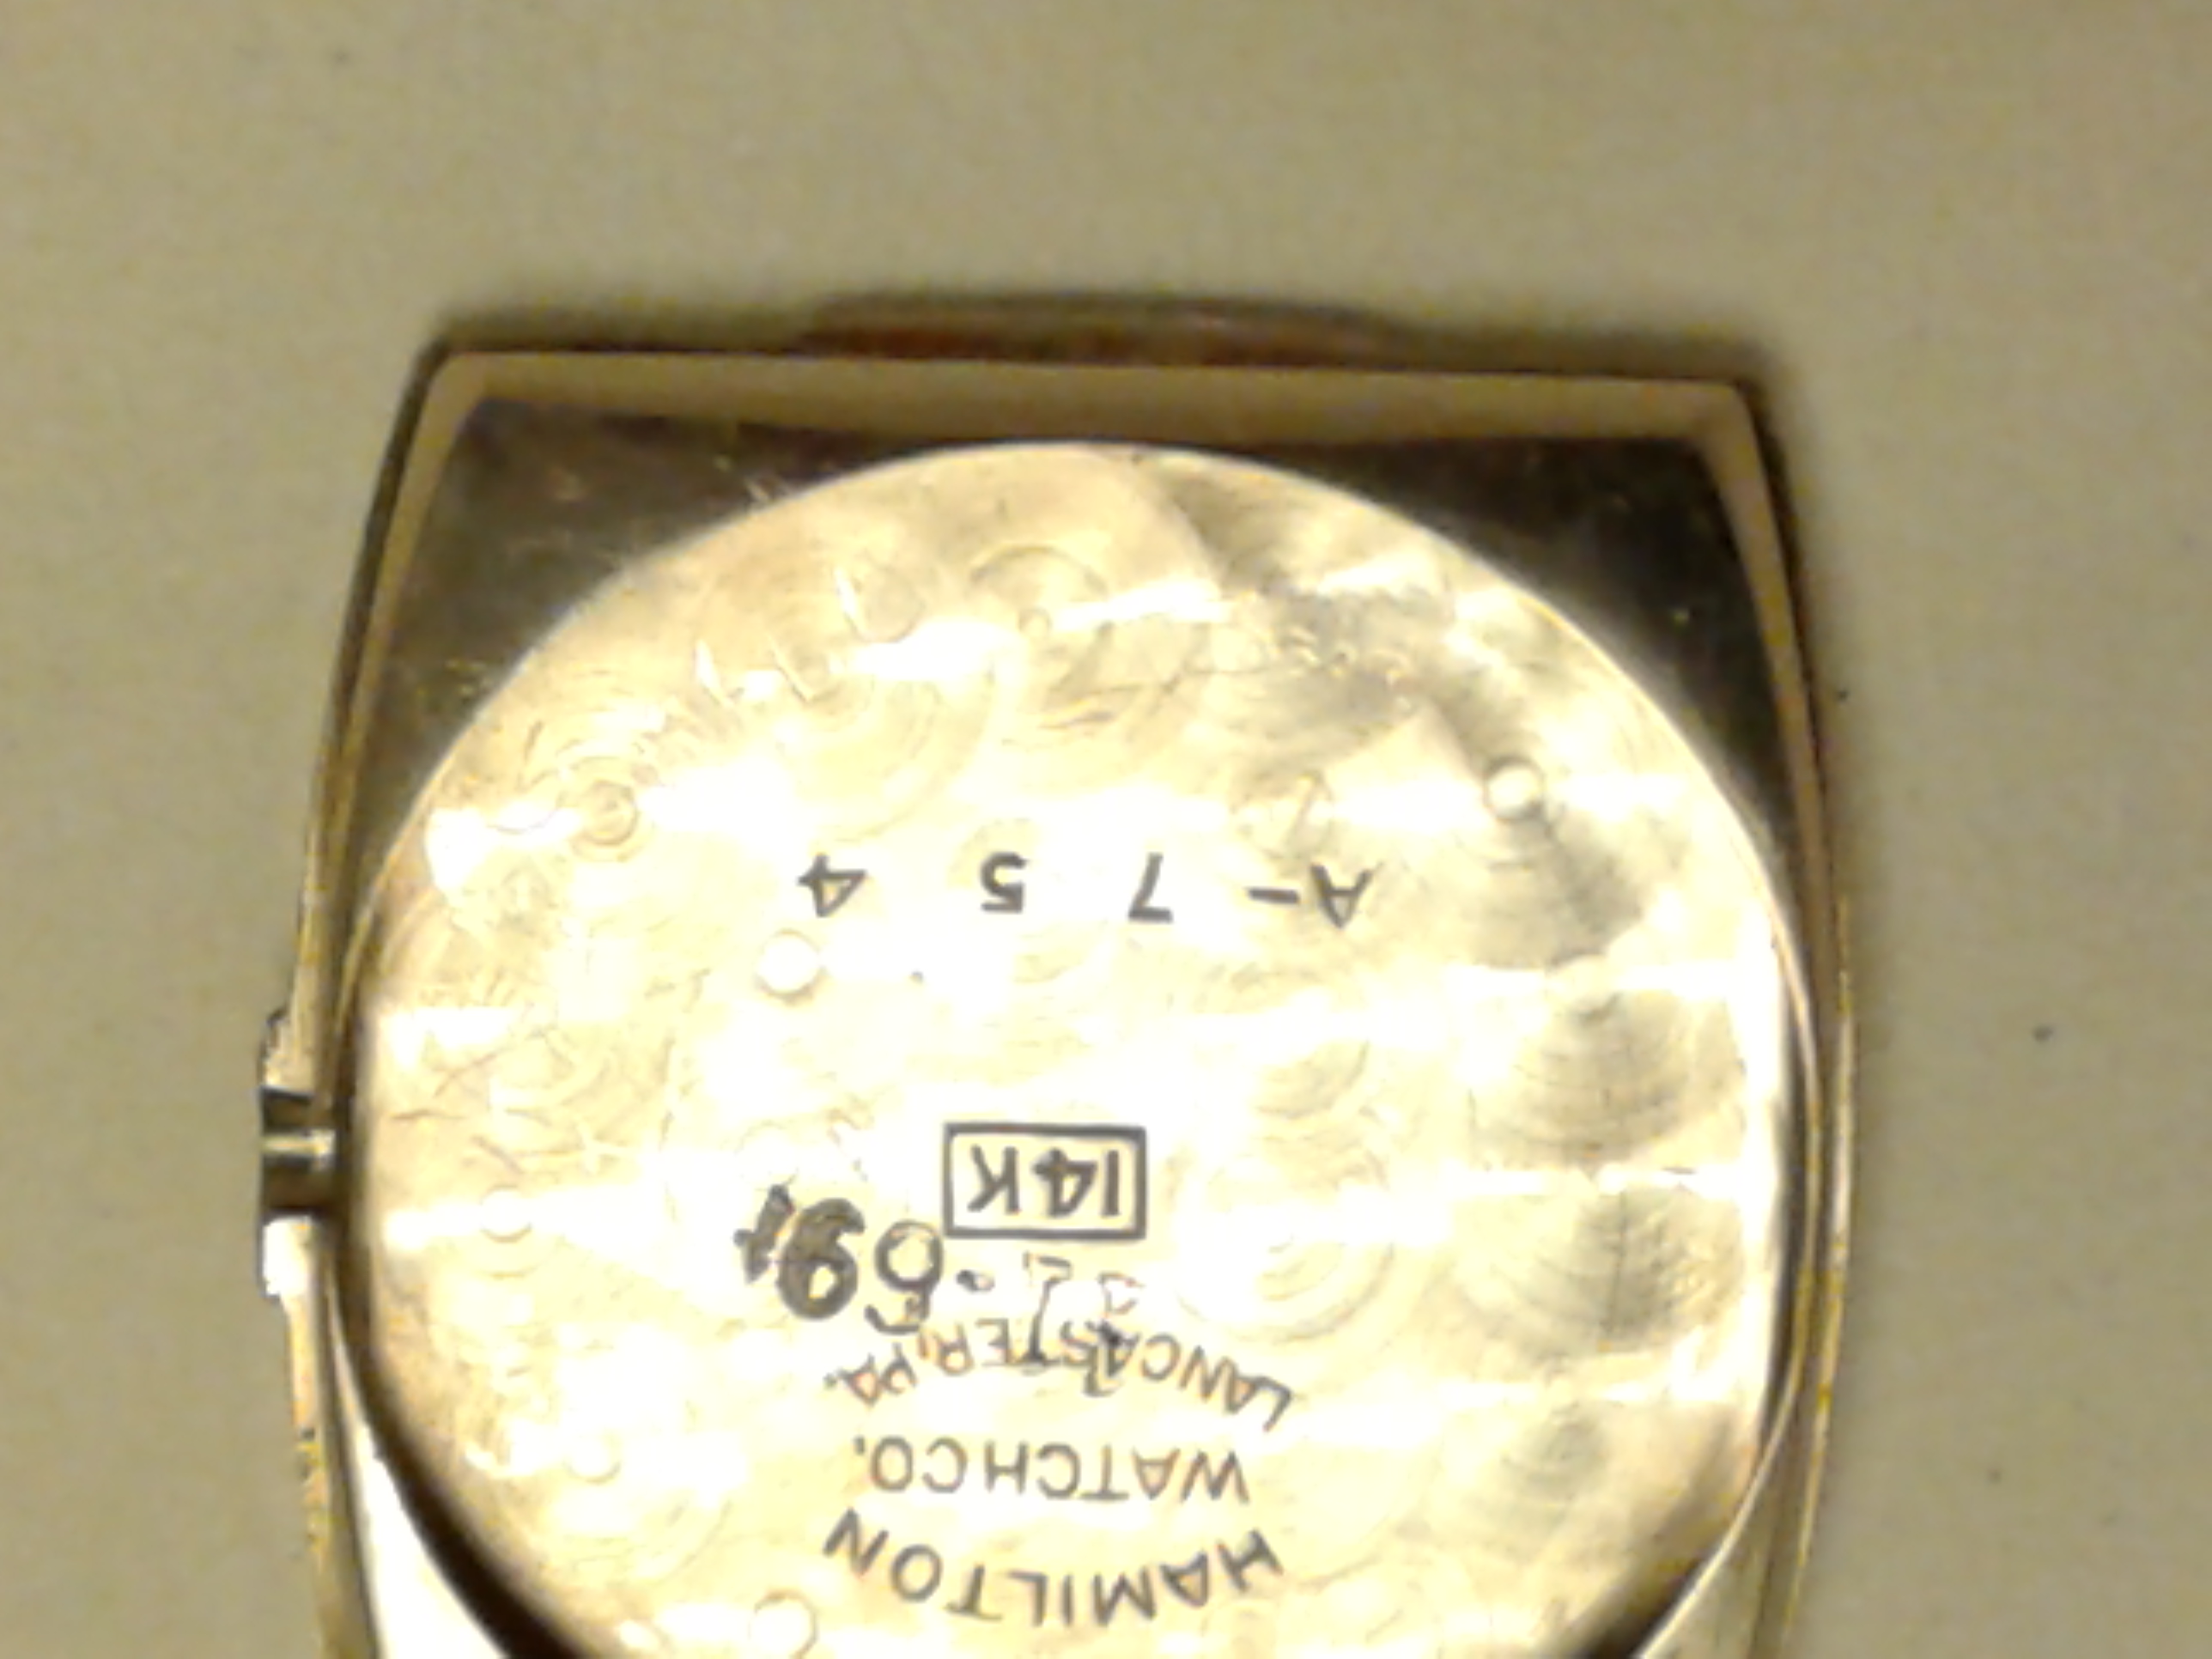 HAMILTON
WATCH CO.
LANCASTER, PA.
14K
A-754